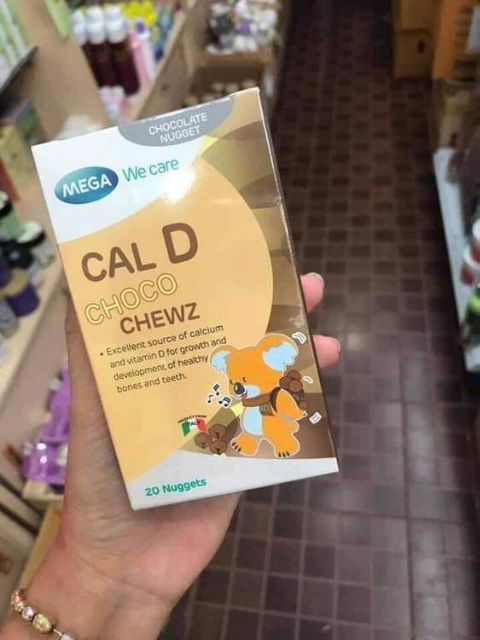 CHOCOLATE
NUGGET
MEGA We care
CAL D
CHOCO
CHEWZ
• Excellent source of calcium
and vitamin D for growth and
development of healthy
bones and teeth.
ITALY
20 Nuggets